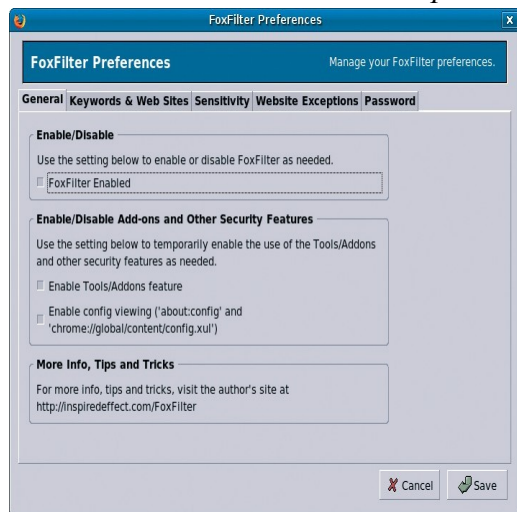 FoxFilter Preferences
FoxFilter Preferences
Manage your FoxFilter preferences.
General Keywords & Web Sites Sensitivity Website Exceptions Password
Enable/Disable
Use the setting below to enable or disable FoxFilter as needed.
FoxFilter Enabled
Enable/Disable Add-ons and Other Security Features
Use the setting below to temporarily enable the use of the Tools/Addons
and other security features as needed.
Enable Tools/Addons feature
Enable config viewing ('about:config' and
'chrome://global/content/config.xul')
More Info, Tips and Tricks
For more info, tips and tricks, visit the author's site at
http://inspiredeffect.com/FoxFilter
Cancel Save